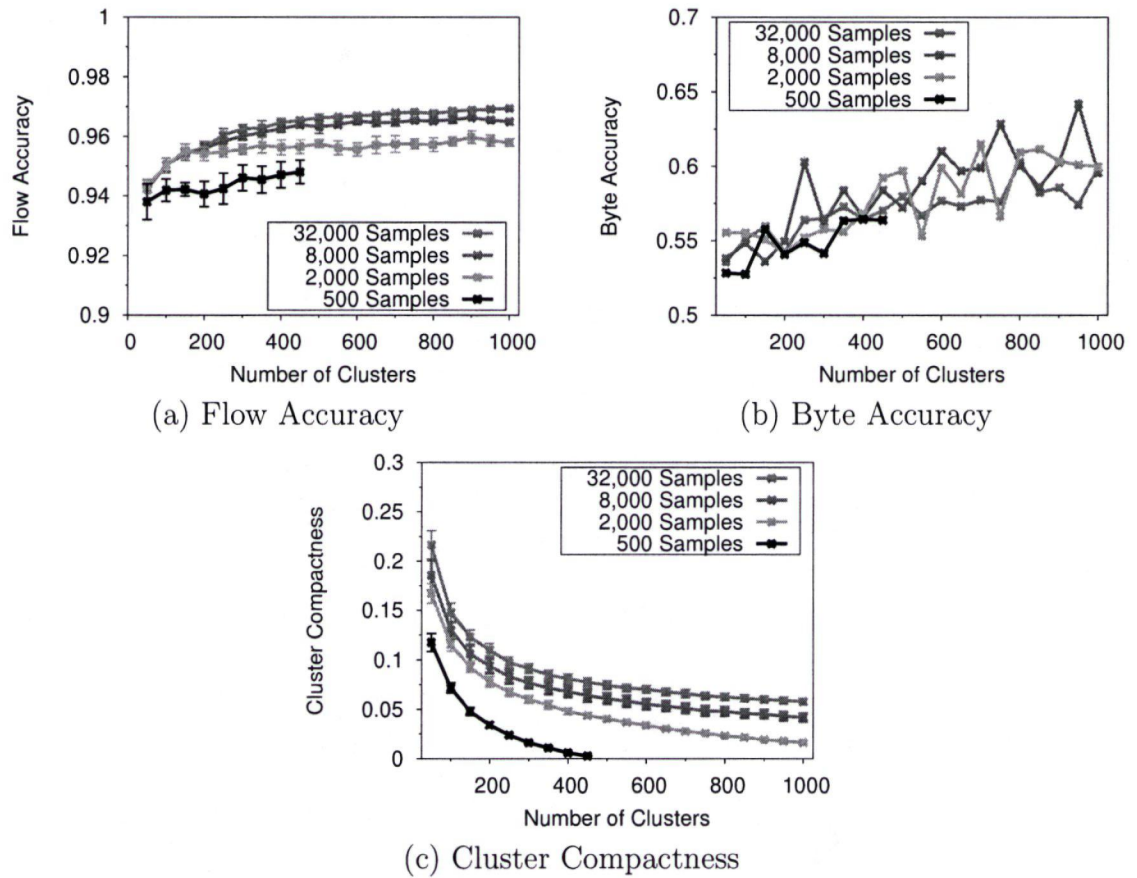 1
0.98
0.96
0.94
0.92
0.9
Flow Accuracy
32,000 Samples
8,000 Samples
2,000 Samples
500 Samples
0 200 400 600 800 1000
Number of Clusters
(a) Flow Accuracy
0.7
0.65
0.6
0.55
0.5
Byte Accuracy
32,000 Samples
8,000 Samples
2,000 Samples
500 Samples
200 400 600 800 1000
Number of Clusters
(b) Byte Accuracy
0.3
0.25
0.2
0.15
0.1
0.05
0
Cluster Compactness
32,000 Samples
8,000 Samples
2,000 Samples
500 Samples
200 400 600 800 1000
Number of Clusters
(c) Cluster Compactness